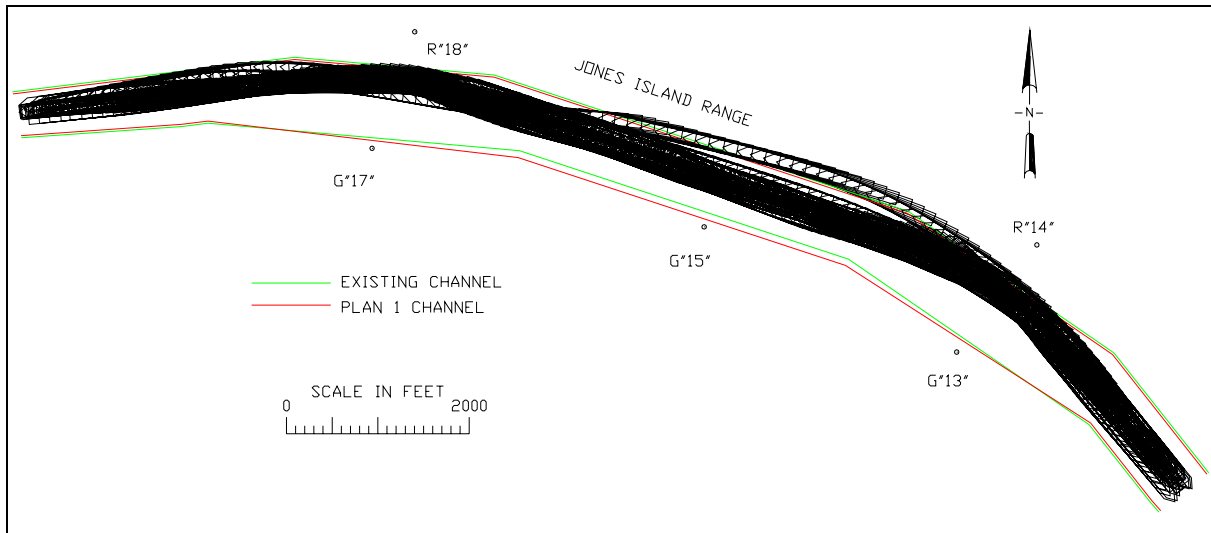 R"18"
JONES ISLAND RANGE
N
G"17"
R"14"
G"15"
EXISTING CHANNEL
PLAN 1 CHANNEL
G"13"
SCALE IN FEET
0 2000